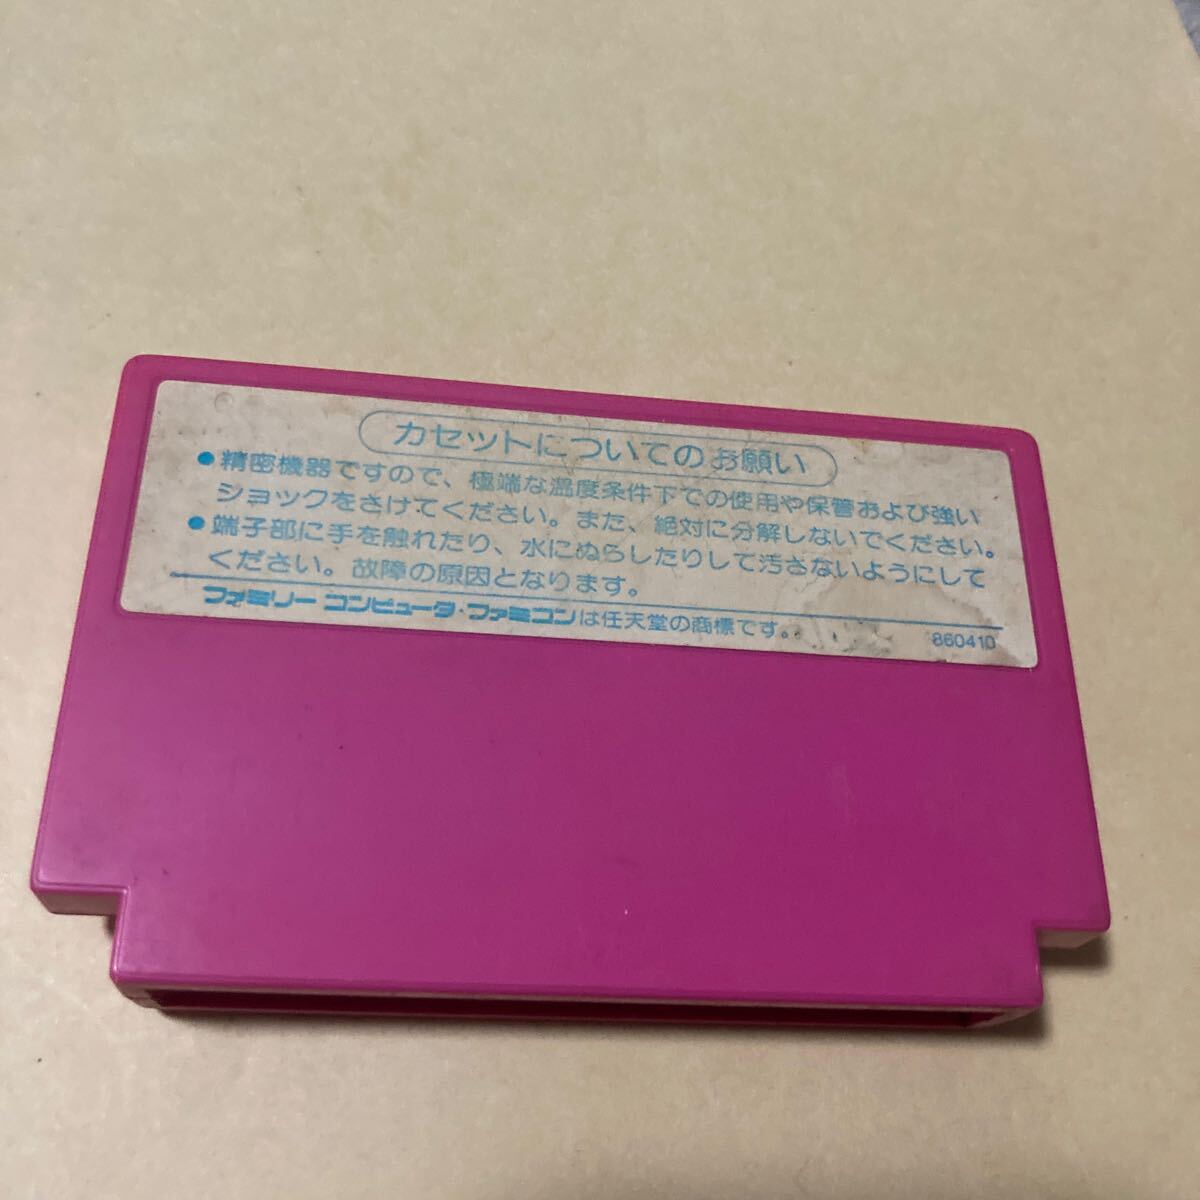 カセットについてのお願い
●精密機器ですので、極端な温度条件下での使用や保管および強い
ショックをさけてください。また、絶対に分解しないでください。
●端子部に手を触れたり、水にぬらしたりして汚さないようにして
ください。故障の原因となります。
ファミリーコンピュータ・ファミコンは任天堂の商標です。
860410